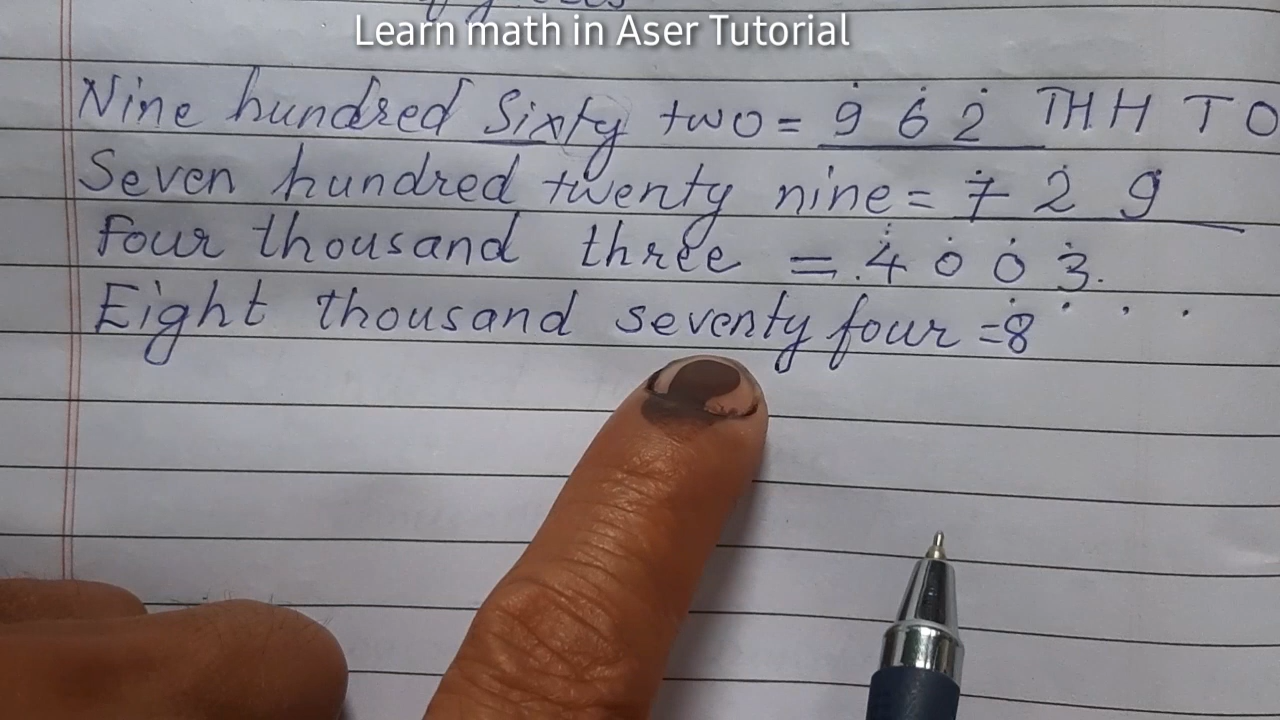 Learn math in Aser Tutorial
Nine hundred Sixty two = 9 6 2 TH H T O
Seven hundred twenty nine = 7 2 9
four thousand three = 4 0 0 3.
Eight thousand seventy four = 8